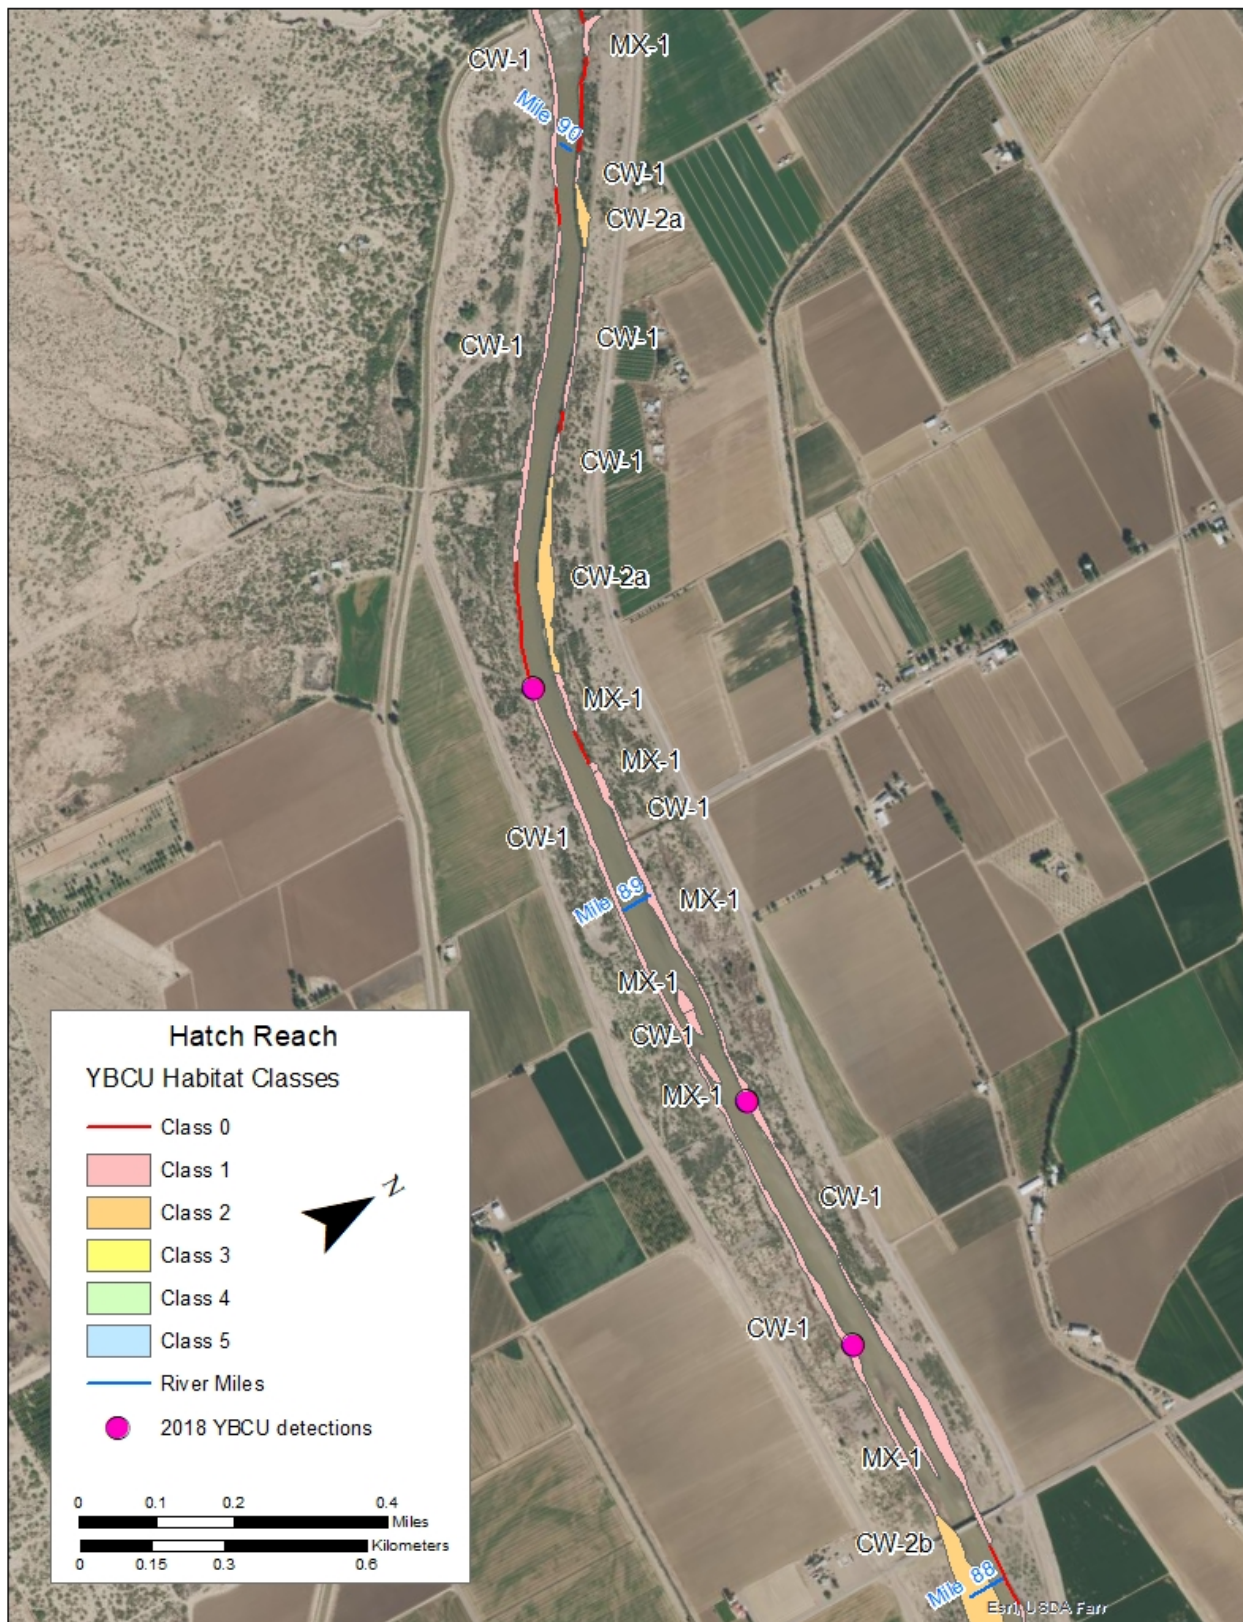 CW-1
MX-1
Mile 90
CW-1
CW-2a
CW-1
CW-1
CW-1
CW-2a
MX-1
MX-1
CW-1
CW-1
Mile 89
MX-1
MX-1
CW-1
MX-1
CW-1
CW-1
MX-1
CW-2b
Mile 88
Esri, USDA Farr
Hatch Reach
YBCU Habitat Classes
Class 0
Class 1
Class 2
Class 3
Class 4
Class 5
River Miles
2018 YBCU detections
N
0 0.1 0.2 0.4
Miles
Kilometers
0 0.15 0.3 0.6